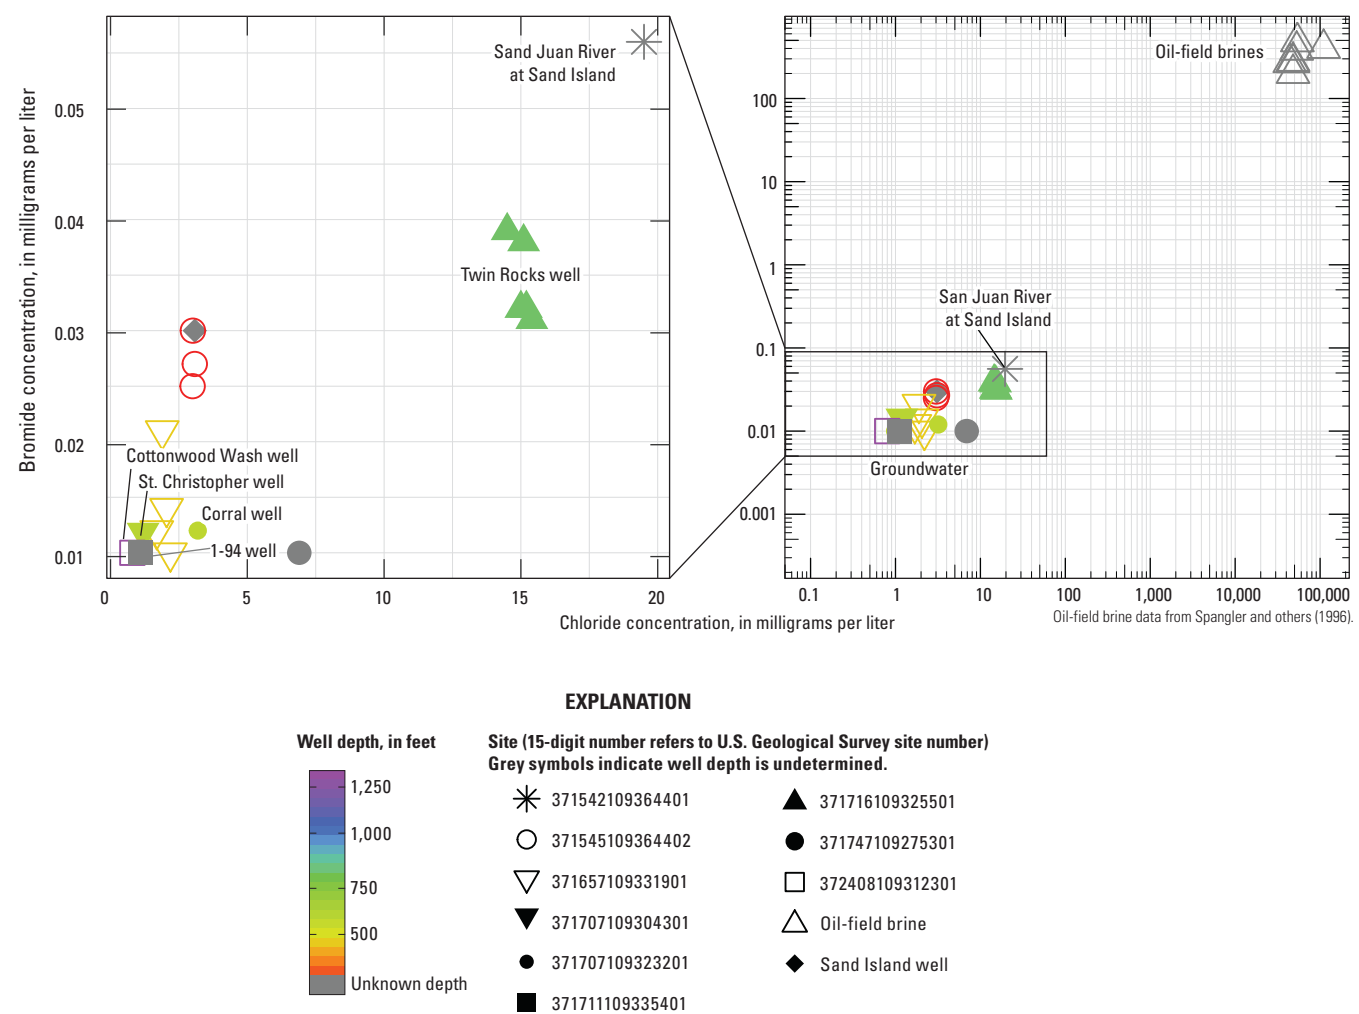 Bromide concentration, in milligrams per liter
0.05
0.04
0.03
0.02
0.01
Sand Juan River
at Sand Island
Twin Rocks well
Cottonwood Wash well
St. Christopher well
Corral well
1-94 well
0
5
10
15
20
100
10
1
0.1
0.01
0.001
Oil-field brines
San Juan River
at Sand Island
Groundwater
0.1
1
10
100
1,000
10,000
100,000
Chloride concentration, in milligrams per liter
Oil-field brine data from Spangler and others (1996).
EXPLANATION
Well depth, in feet
1,250
1,000
750
500
Unknown depth
Site (15-digit number refers to U.S. Geological Survey site number)
Grey symbols indicate well depth is undetermined.
371542109364401
371545109364402
371657109331901
371707109304301
371707109323201
371711109335401
371716109325501
371747109275301
372408109312301
Oil-field brine
Sand Island well